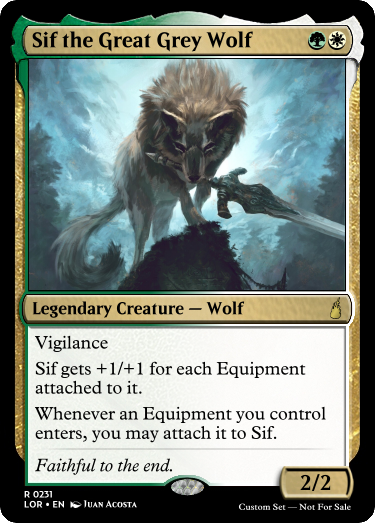 Sif the Great Grey Wolf
Legendary Creature — Wolf
Vigilance
Sif gets +1/+1 for each Equipment
attached to it.
Whenever an Equipment you control
enters, you may attach it to Sif.
Faithful to the end.
2/2
R 0231
LOR • EN Juan Acosta
Custom Set — Not For Sale